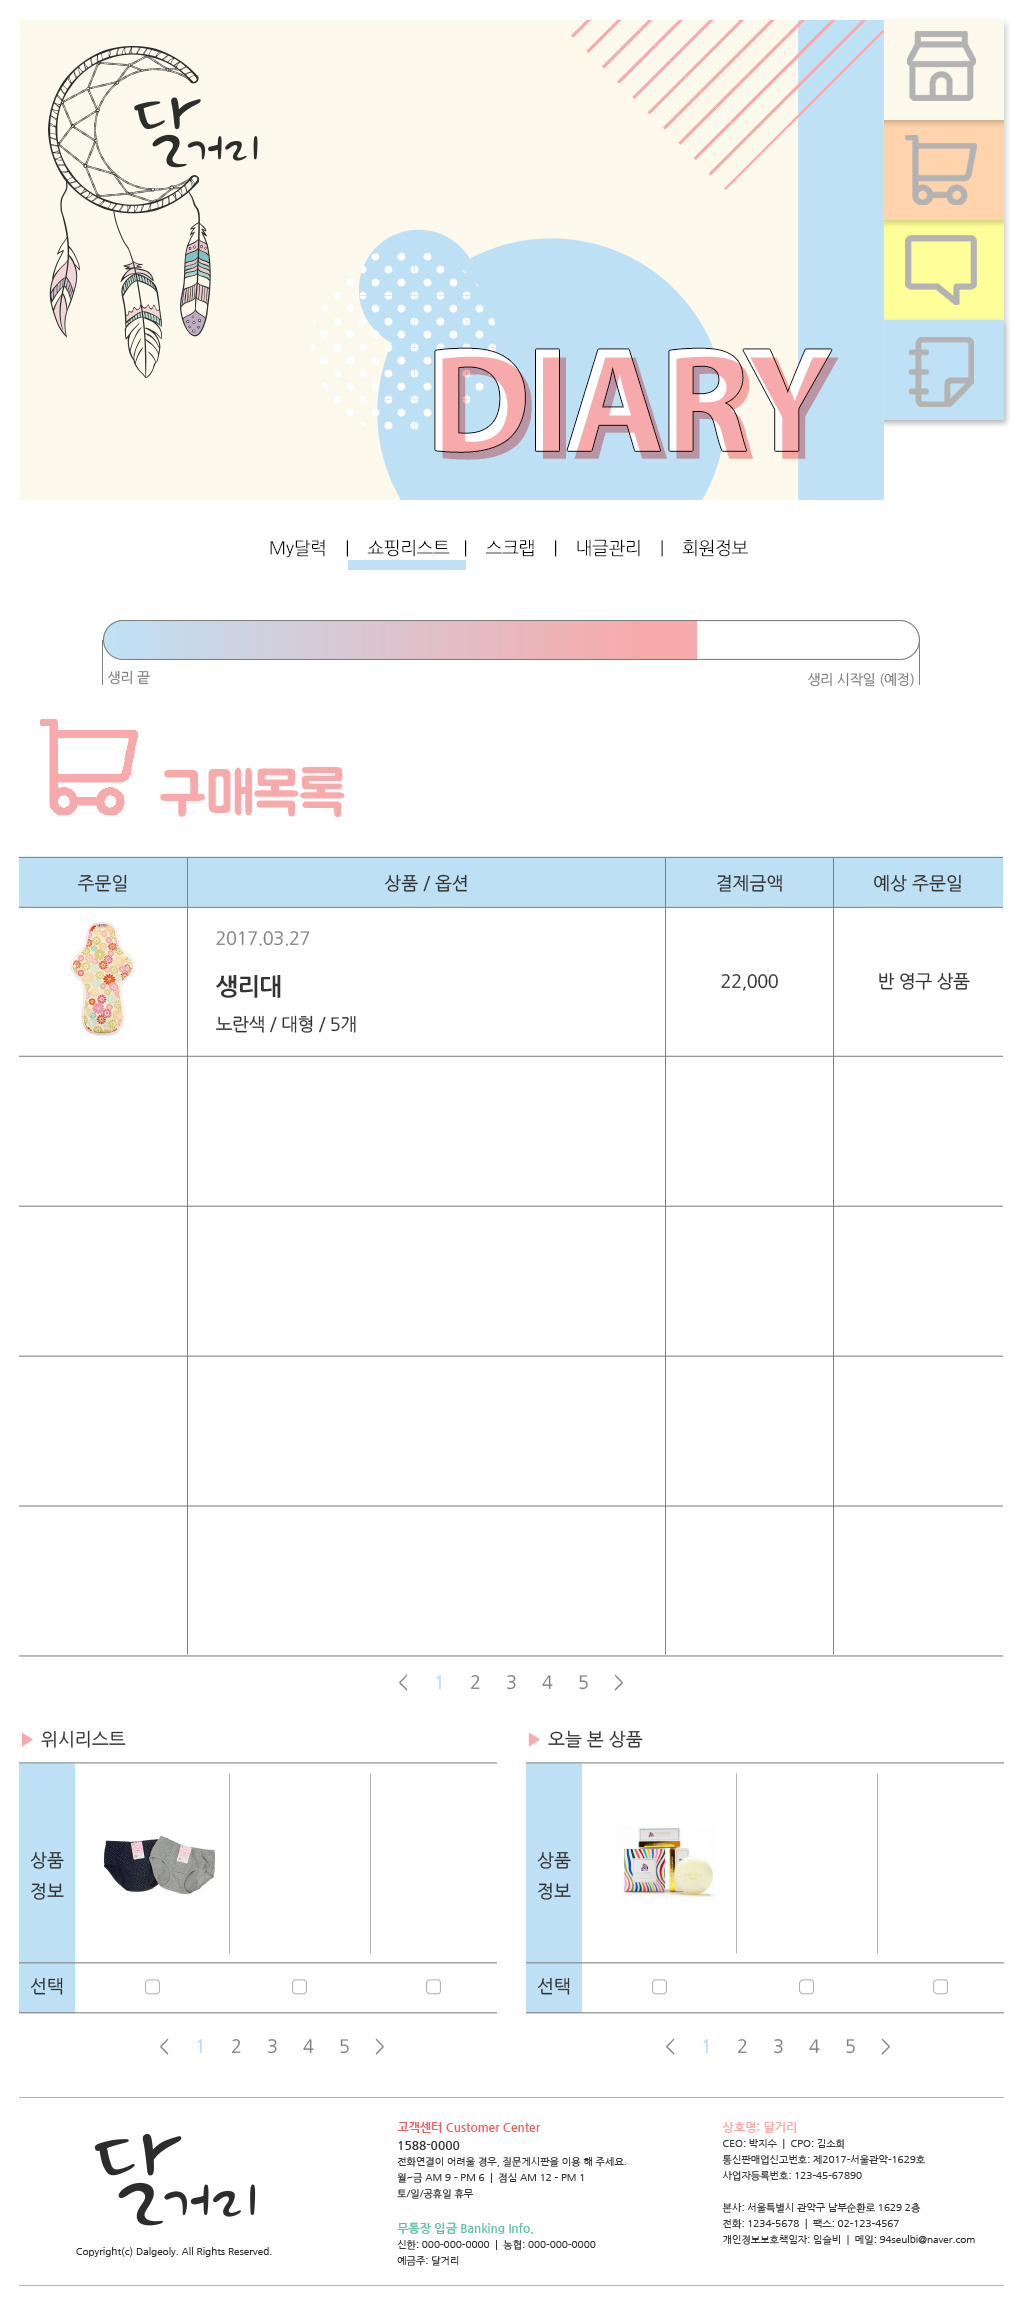 달거리
DIARY
My달력 | 쇼핑리스트 | 스크랩 | 내글관리 | 회원정보
생리 끝
생리 시작일 (예정)
구매목록
주문일
상품 / 옵션
결제금액
예상 주문일
2017.03.27
생리대
노란색 / 대형 / 5개
22,000
반 영구 상품
< 1 2 3 4 5 >
▶ 위시리스트
상품
정보
선택
< 1 2 3 4 5 >
▶ 오늘 본 상품
상품
정보
선택
< 1 2 3 4 5 >
달거리
Copyright(c) Dalgeoly. All Rights Reserved.
고객센터 Customer Center
1588-0000
전화연결이 어려울 경우, 질문게시판을 이용 해 주세요.
월~금 AM 9 - PM 6 | 점심 AM 12 - PM 1
토/일/공휴일 휴무
무통장 입금 Banking Info.
신한: 000-000-0000 | 농협: 000-000-0000
예금주: 달거리
상호명: 달거리
CEO: 박지수 | CPO: 김소희
통신판매업신고번호: 제2017-서울관악-1629호
사업자등록번호: 123-45-67890
본사: 서울특별시 관악구 남부순환로 1629 2층
전화: 1234-5678 | 팩스: 02-123-4567
개인정보보호책임자: 임슬비 | 메일: 94seulbi@naver.com